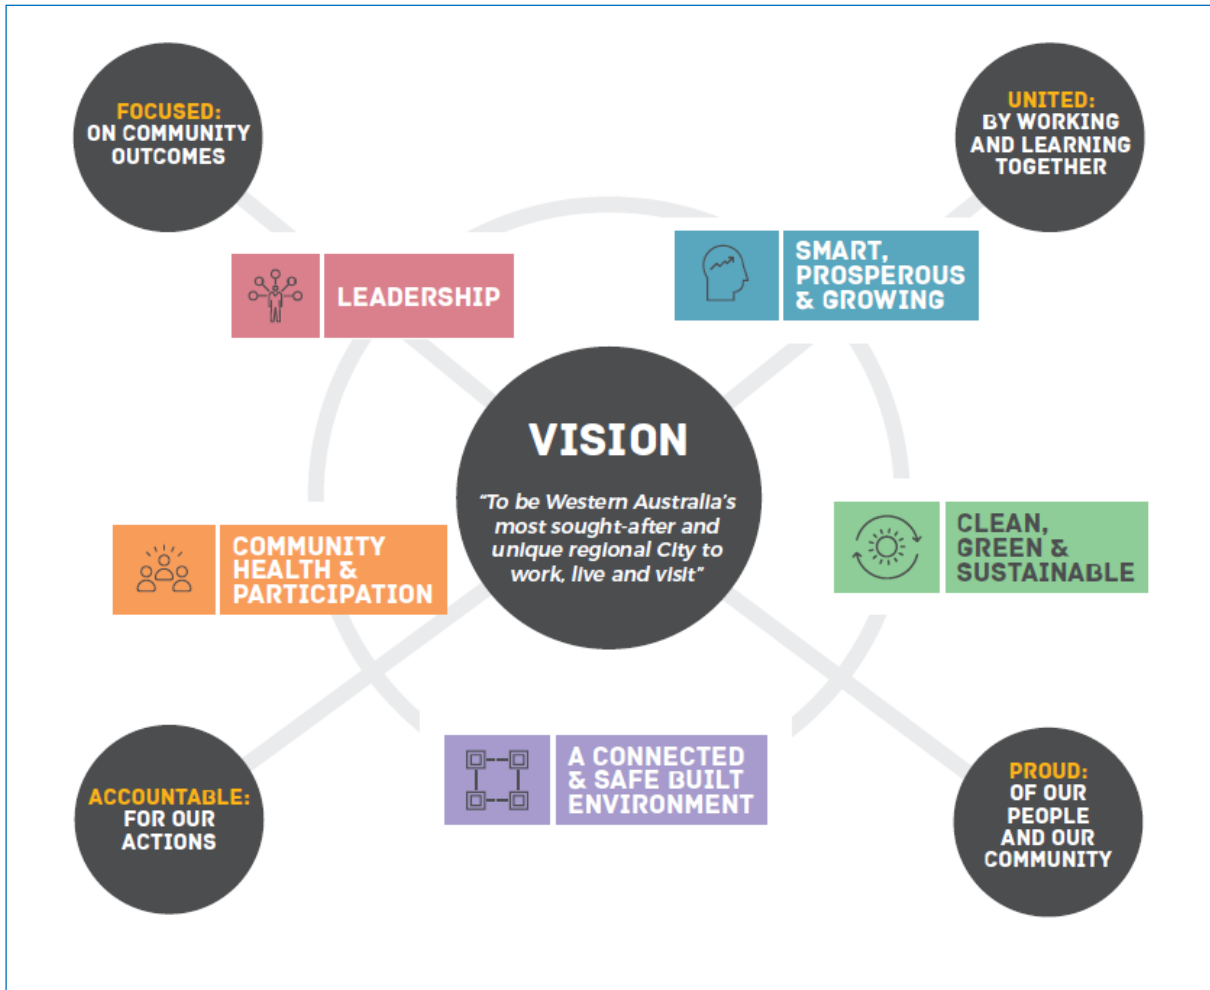 FOCUSED:
ON COMMUNITY
OUTCOMES
UNITED:
BY WORKING
AND LEARNING
TOGETHER
LEADERSHIP
SMART,
PROSPEROUS
& GROWING
VISION
“To be Western Australia's
most sought-after and
unique regional City to
work, live and visit”
COMMUNITY
HEALTH &
PARTICIPATION
CLEAN,
GREEN &
SUSTAINABLE
A CONNECTED
& SAFE BUILT
ENVIRONMENT
ACCOUNTABLE:
FOR OUR
ACTIONS
PROUD:
OF OUR
PEOPLE
AND OUR
COMMUNITY